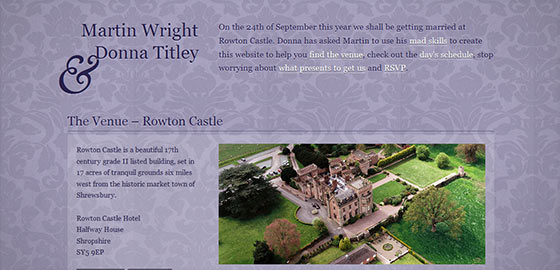 Martin Wright
& Donna Titley
On the 24th of September this year we shall be getting married at
Rowton Castle. Donna has asked Martin to use his mad skills to create
this website to help you find the venue, check out the day's schedule, stop
worrying about what presents to get us and RSVP.
The Venue – Rowton Castle
Rowton Castle is a beautiful 17th
century grade II listed building, set in
17 acres of tranquil grounds six miles
west from the historic market town of
Shrewsbury.
Rowton Castle Hotel
Halfway House
Shropshire
SY5 9EP